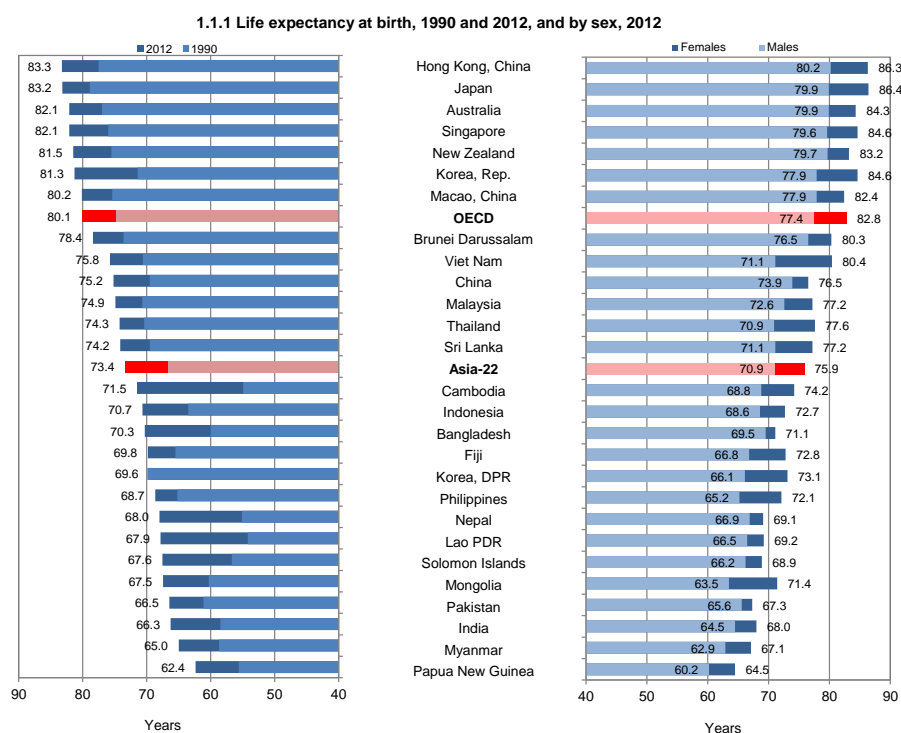 1.1.1 Life expectancy at birth, 1990 and 2012, and by sex, 2012
2012 1990 Females Males
83.3 Hong Kong, China 80.2 86.3
83.2 Japan 79.9 86.4
82.1 Australia 79.9 84.3
82.1 Singapore 79.6 84.6
81.5 New Zealand 79.7 83.2
81.3 Korea, Rep. 77.9 84.6
80.2 Macao, China 77.9 82.4
80.1 OECD 77.4 82.8
78.4 Brunei Darussalam 76.5 80.3
75.8 Viet Nam 71.1 80.4
75.2 China 73.9 76.5
74.9 Malaysia 72.6 77.2
74.3 Thailand 70.9 77.6
74.2 Sri Lanka 71.1 77.2
73.4 Asia-22 70.9 75.9
71.5 Cambodia 68.8 74.2
70.7 Indonesia 68.6 72.7
70.3 Bangladesh 69.5 71.1
69.8 Fiji 66.8 72.8
69.6 Korea, DPR 66.1 73.1
68.7 Philippines 65.2 72.1
68.0 Nepal 66.9 69.1
67.9 Lao PDR 66.5 69.2
67.6 Solomon Islands 66.2 68.9
67.5 Mongolia 63.5 71.4
66.5 Pakistan 65.6 67.3
66.3 India 64.5 68.0
65.0 Myanmar 62.9 67.1
62.4 Papua New Guinea 60.2 64.5
90 80 70 60 50 40 40 50 60 70 80 90
Years Years